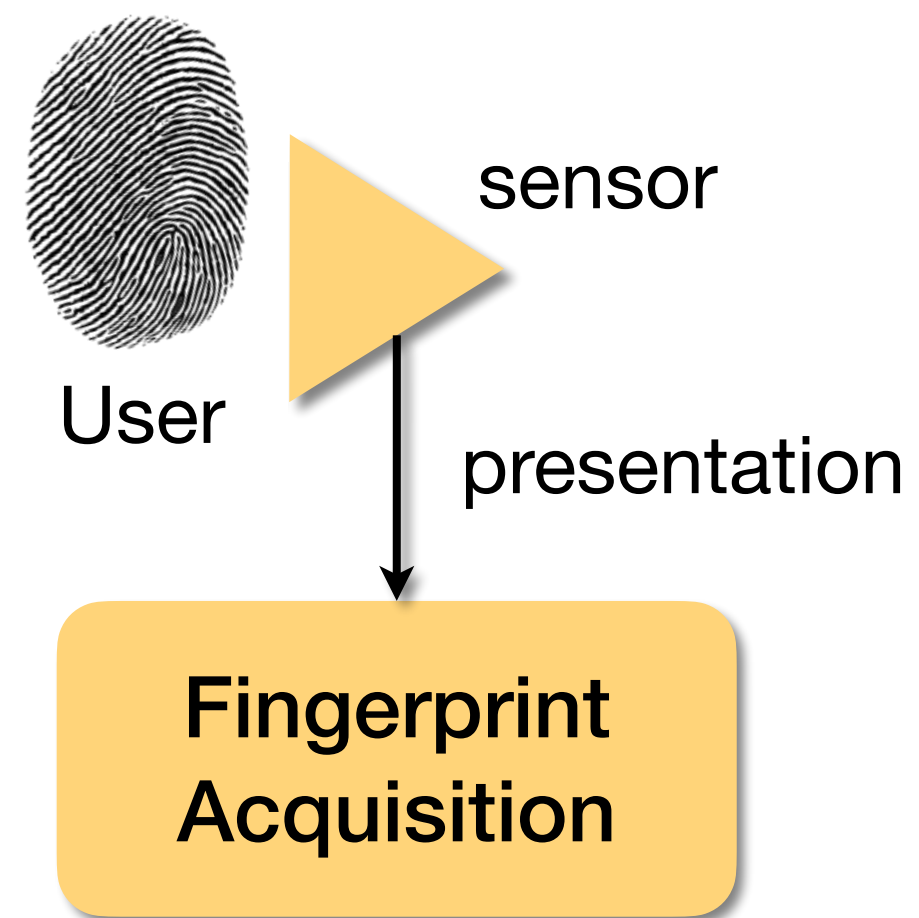 sensor
User
presentation
Fingerprint
Acquisition